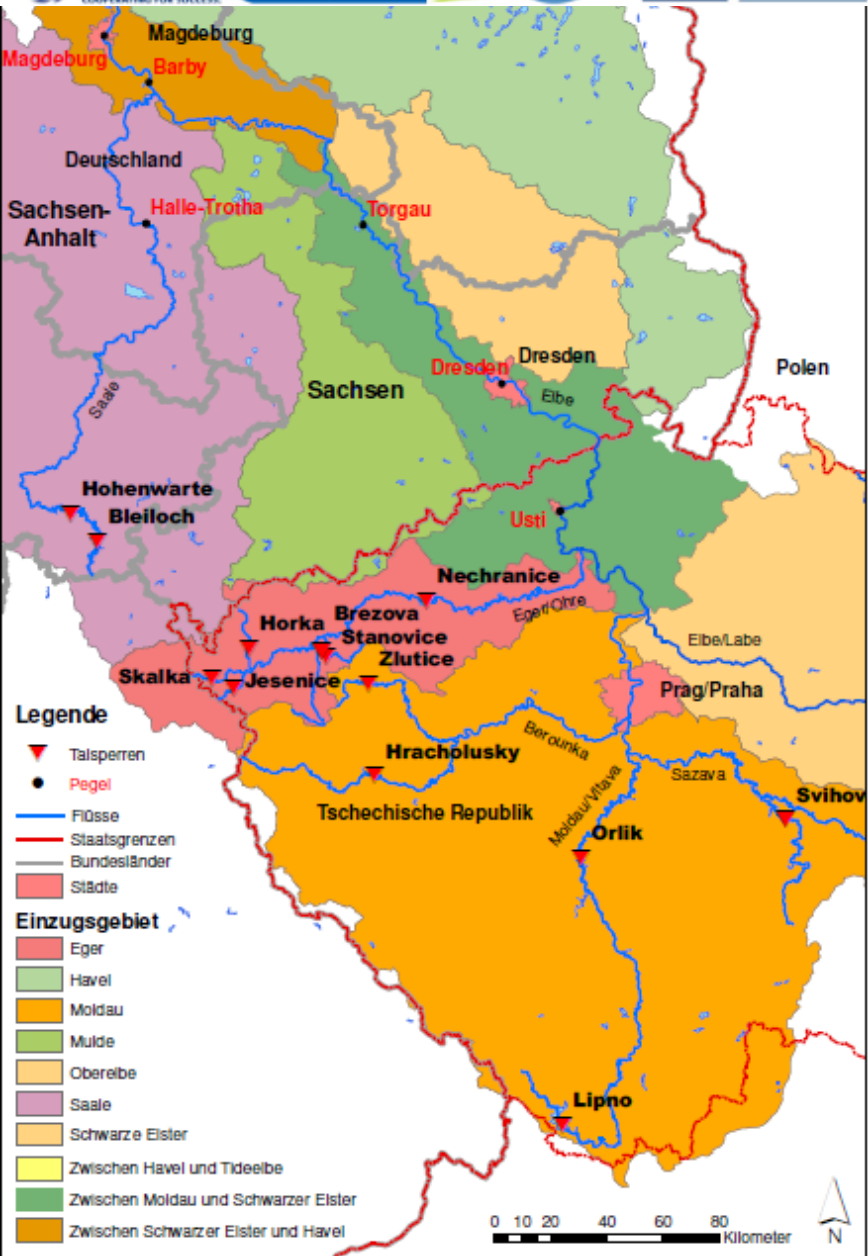 COOPERATING FOR SUCCESS.
Magdeburg
Magdeburg
Barby
Deutschland
Sachsen-
Anhalt
Halle-Trotha
Torgau
Dresden
Dresden
Elbe
Polen
Sachsen
Saale
Hohenwarte
Bleiloch
Usti
Nechranice
Eger/Ohre
Brezova
Horka
Stanovice
Zlutice
Elbe/Labe
Skalka
Jesenice
Prag/Praha
Berounka
Hracholusky
Sazava
Moldau/Vltava
Svihov
Tschechische Republik
Orlik
Lipno
Legende
Talsperren
Pegel
Flüsse
Staatsgrenzen
Bundesländer
Städte
Einzugsgebiet
Eger
Havel
Moldau
Mulde
Oberelbe
Saale
Schwarze Elster
Zwischen Havel und Tideelbe
Zwischen Moldau und Schwarzer Elster
Zwischen Schwarzer Elster und Havel
0 10 20 40 60 80
Kilometer
N